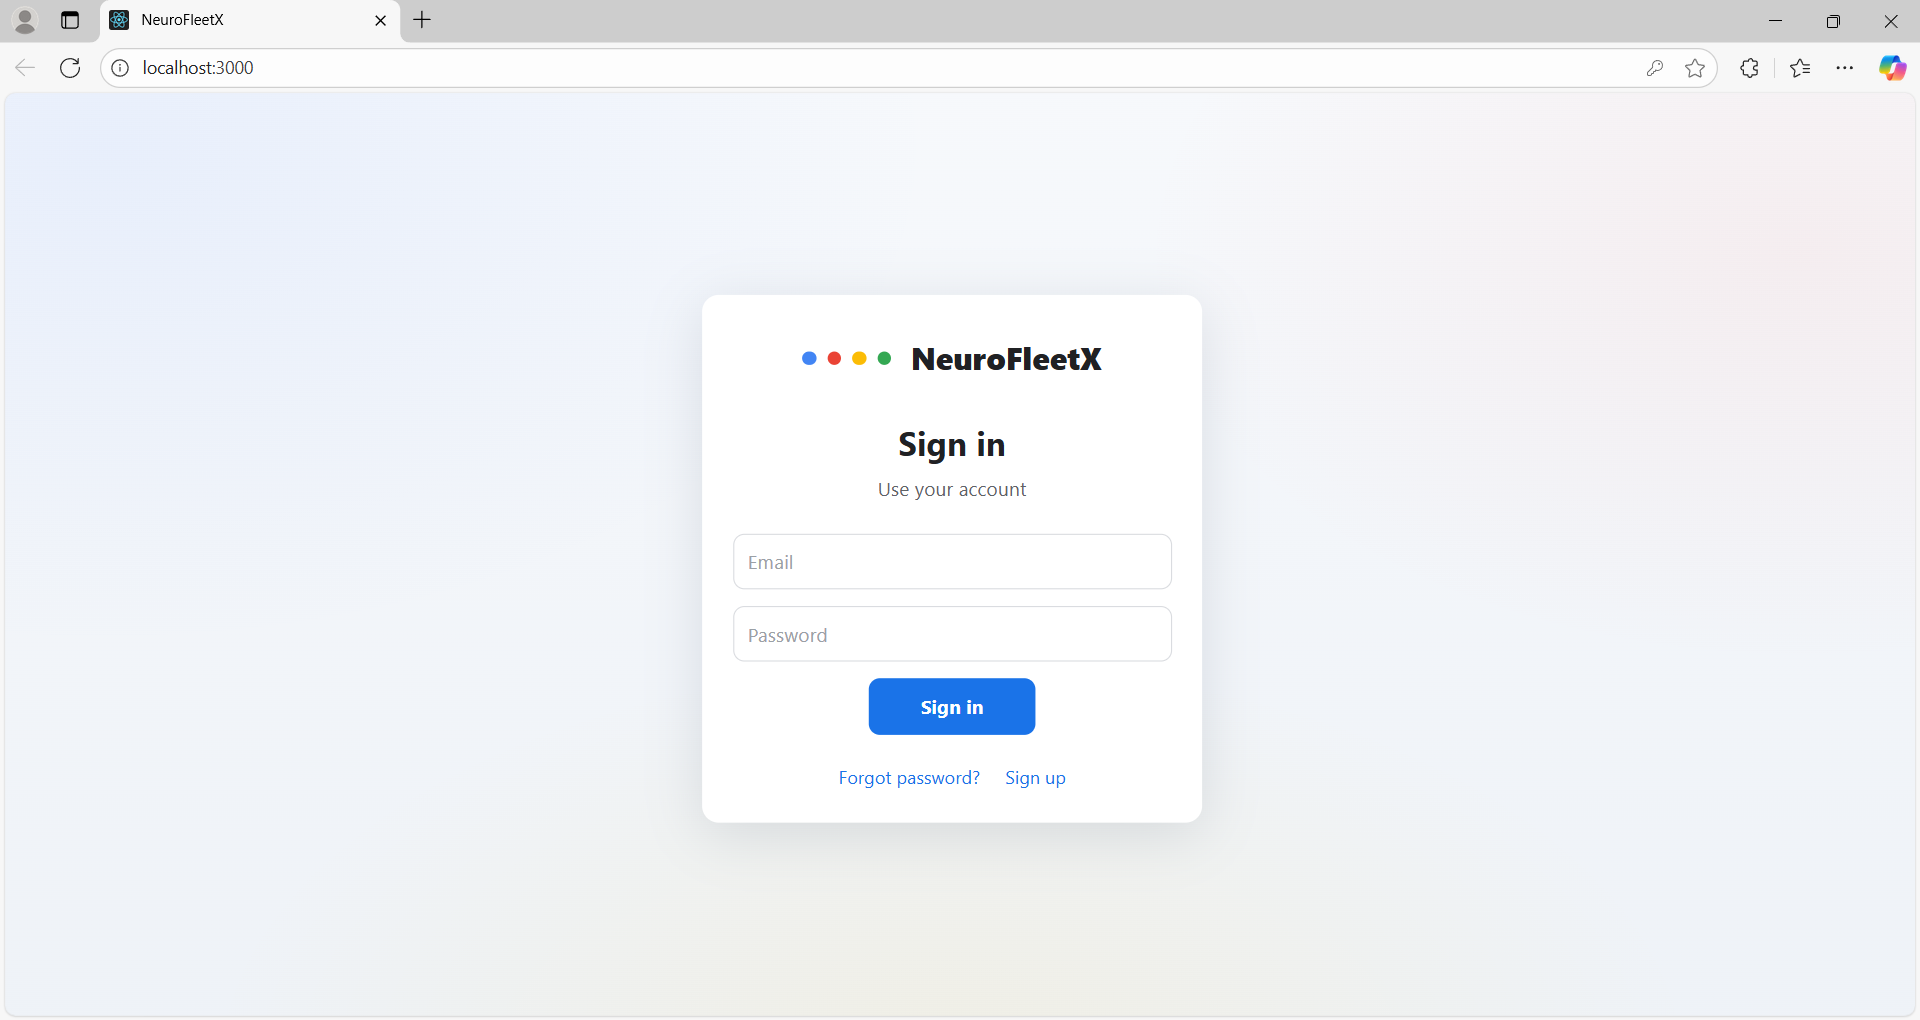 NeuroFleetX
localhost:3000
NeuroFleetX
Sign in
Use your account
Email
Password
Sign in
Forgot password? Sign up